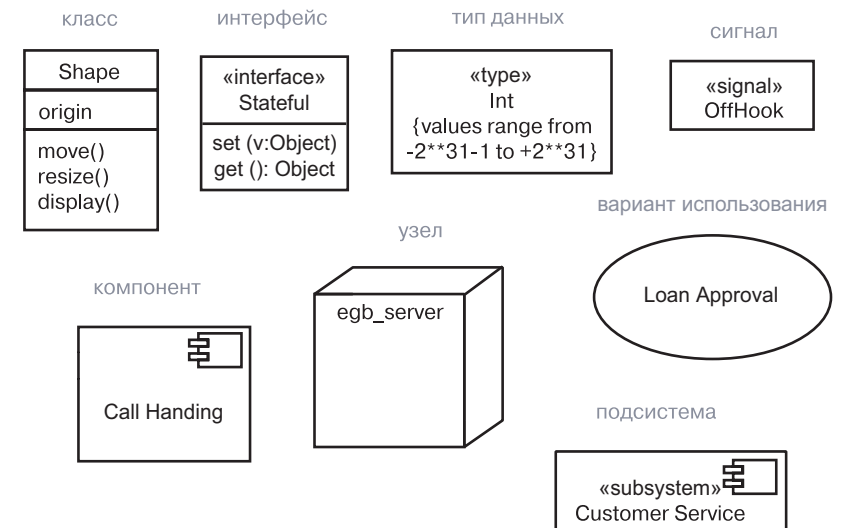 класс
интерфейс
тип данных
сигнал
Shape
origin
move()
resize()
display()
«interface»
Stateful
set (v:Object)
get (): Object
«type»
Int
{values range from
-2**31-1 to +2**31}
«signal»
OffHook
вариант использования
узел
компонент
egb_server
Loan Approval
Call Handing
подсистема
«subsystem»
Customer Service